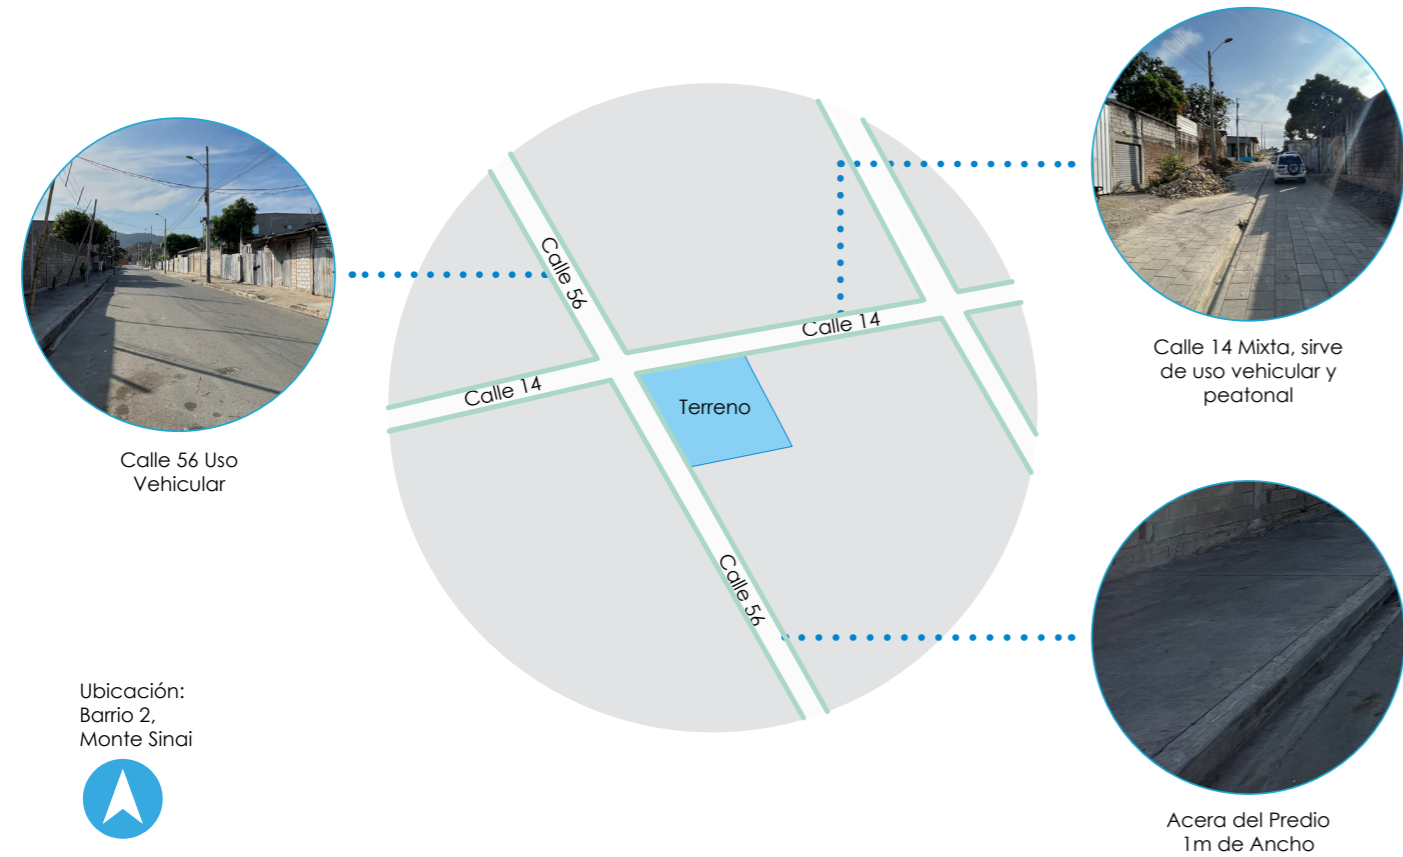 Calle 56
Calle 14
Calle 14
Terreno
Calle 56
Calle 56 Uso
Vehicular
Calle 14 Mixta, sirve
de uso vehicular y
peatonal
Acera del Predio
1m de Ancho
Ubicación:
Barrio 2,
Monte Sinai